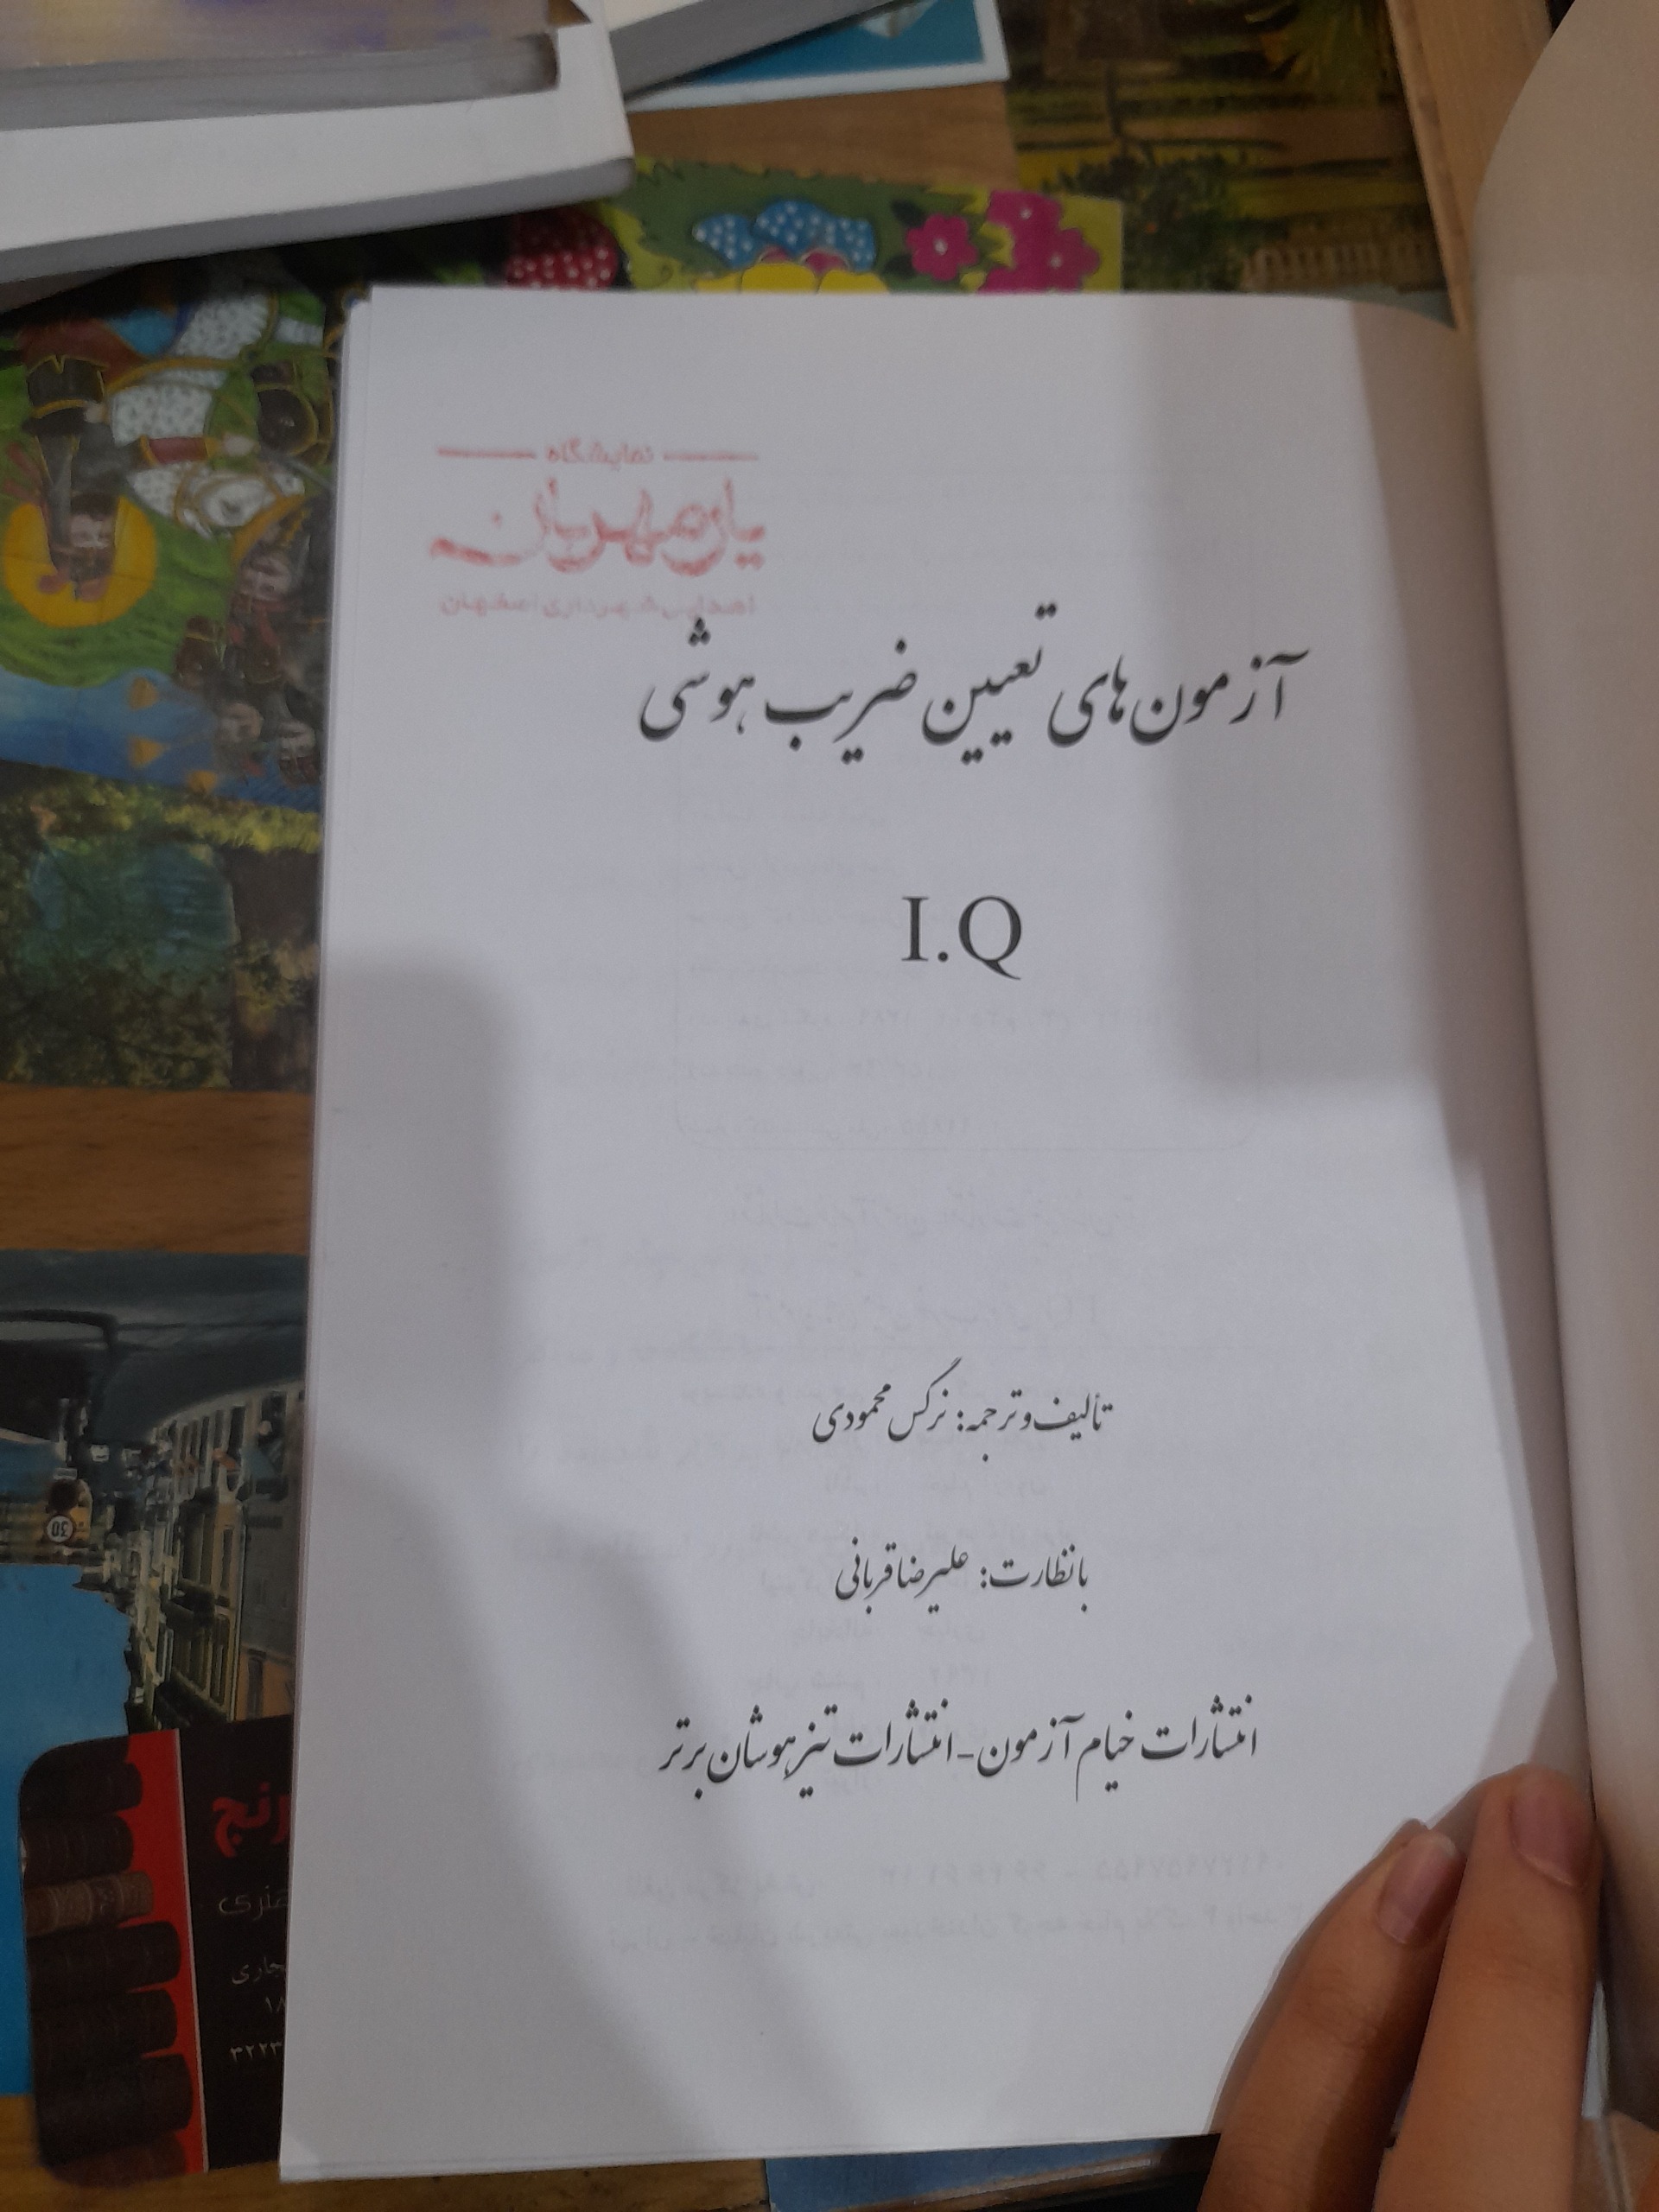 نمایشگاه
یار مهربان
اهدایی شهرداری اصفهان
آزمون های تعیین ضریب هوشی
I.Q
تألیف و ترجمه: نرگس محمودی
با نظارت: علیرضا قربانی
انتشارات خیام آزمون - انتشارات تیزهوشان برتر
30